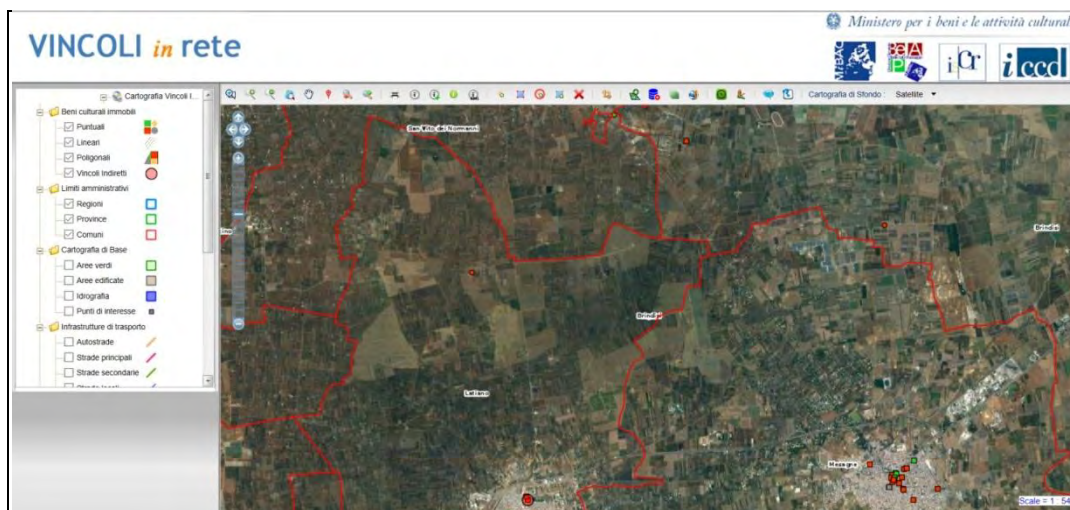 Ministero per i beni e le attività cultural
VINCOLI in rete
MiBAC
iCr
iccd
Cartografia Vincoli I...
Cartografia di Sfondo: Satellite
Beni culturali immobili
Puntuali
Lineari
Poligonali
Vincoli Indiretti
Limiti amministrativi
Regioni
Province
Comuni
Cartografia di Base
Aree verdi
Aree edificate
Idrografia
Punti di interesse
Infrastrutture di trasporto
Autostrade
Strade principali
Strade secondarie
San Vito dei Normanni
Brindisi
Brindisi
Latiano
Mesagne
Scale = 1 : 54